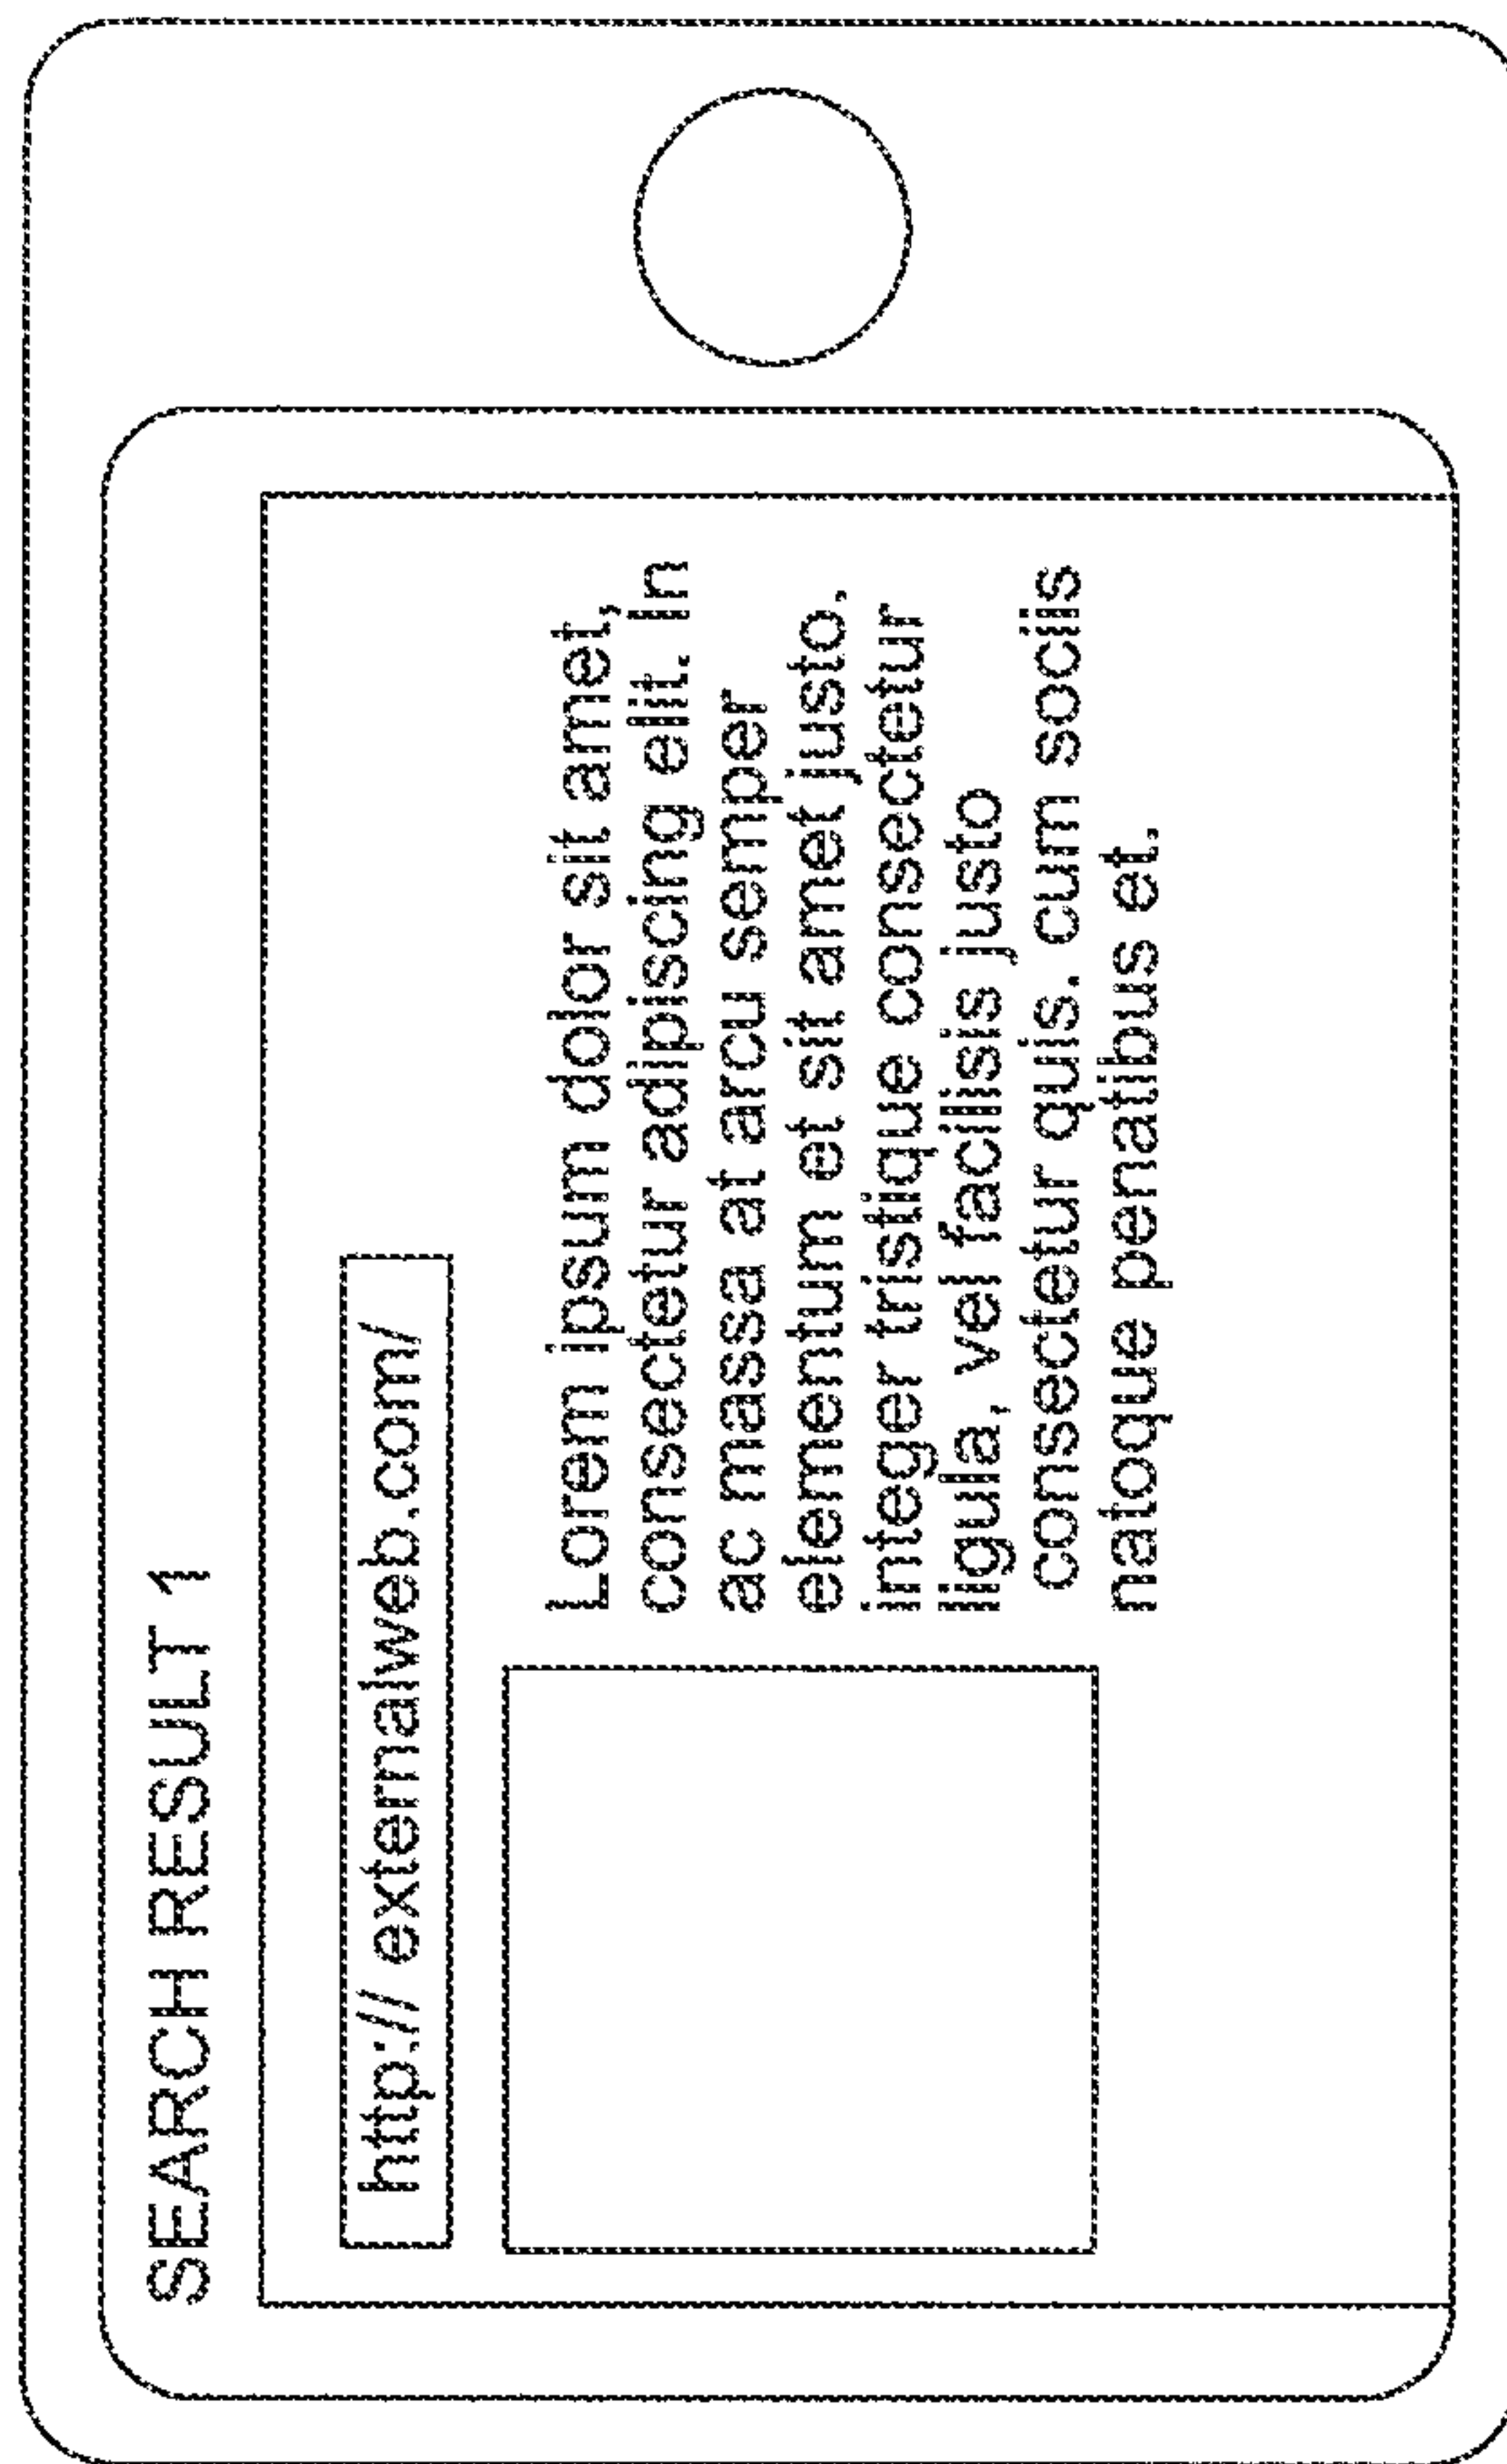 SEARCH RESULT 1
http:// externalweb.com/
Lorem ipsum dolor sit amet,
consectetur adipiscing elit. In
ac massa at arcu semper
elementum et sit amet justo.
integer tristique consectetur
ligula, vel facilisis justo
consectetur quis. cum sociis
natoque penatibus et.